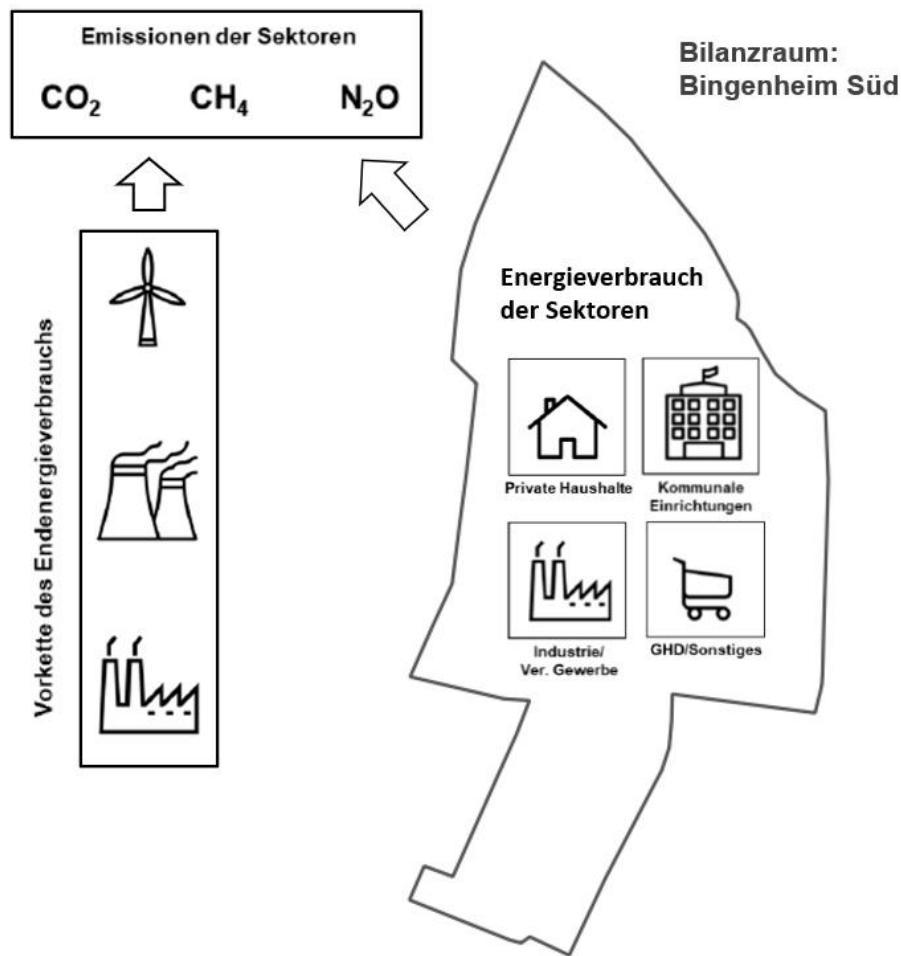 Emissionen der Sektoren
CO₂ CH₄ N₂O
Bilanzraum:
Bingenheim Süd
Vorkette des Endenergieverbrauchs
Energieverbrauch
der Sektoren
Private Haushalte
Kommunale
Einrichtungen
Industrie/
Ver. Gewerbe
GHD/Sonstiges